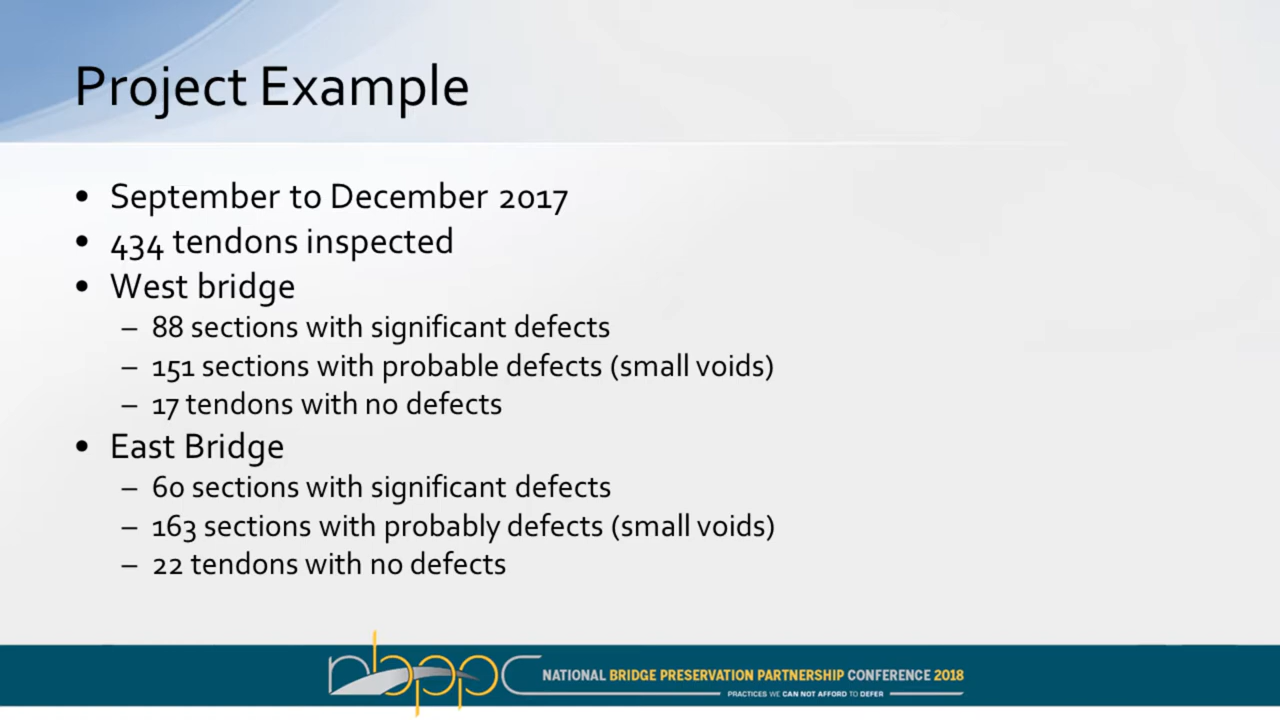 Project Example
• September to December 2017
• 434 tendons inspected
• West bridge
– 88 sections with significant defects
– 151 sections with probable defects (small voids)
– 17 tendons with no defects
• East Bridge
– 60 sections with significant defects
– 163 sections with probably defects (small voids)
– 22 tendons with no defects
nbppc
NATIONAL BRIDGE PRESERVATION PARTNERSHIP CONFERENCE 2018
PRACTICES WE CAN NOT AFFORD TO DEFER